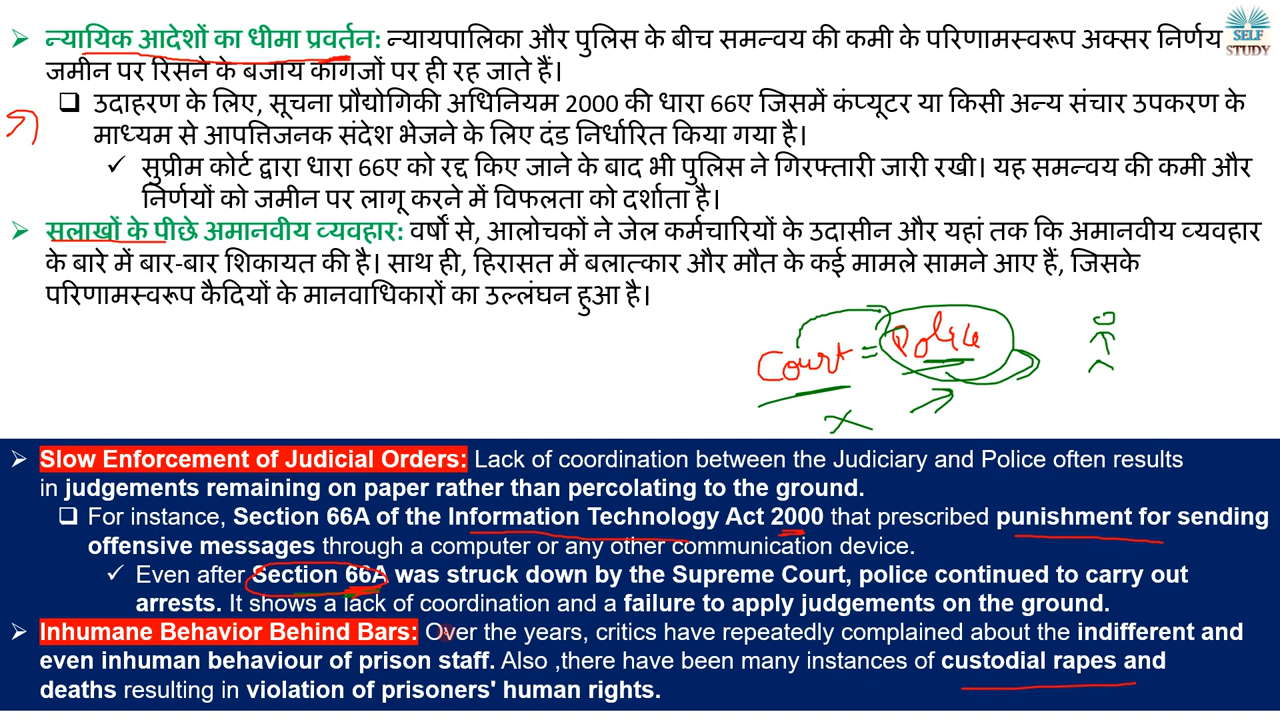 SELF
STUDY
➢ न्यायिक आदेशों का धीमा प्रवर्तन: न्यायपालिका और पुलिस के बीच समन्वय की कमी के परिणामस्वरूप अक्सर निर्णय
जमीन पर रिसने के बजाय कागजों पर ही रह जाते हैं।
❑ उदाहरण के लिए, सूचना प्रौद्योगिकी अधिनियम 2000 की धारा 66ए जिसमें कंप्यूटर या किसी अन्य संचार उपकरण के
माध्यम से आपत्तिजनक संदेश भेजने के लिए दंड निर्धारित किया गया है।
✓ सुप्रीम कोर्ट द्वारा धारा 66ए को रद्द किए जाने के बाद भी पुलिस ने गिरफ्तारी जारी रखी। यह समन्वय की कमी और
निर्णयों को जमीन पर लागू करने में विफलता को दर्शाता है।
➢ सलाखों के पीछे अमानवीय व्यवहार: वर्षों से, आलोचकों ने जेल कर्मचारियों के उदासीन और यहां तक कि अमानवीय व्यवहार
के बारे में बार-बार शिकायत की है। साथ ही, हिरासत में बलात्कार और मौत के कई मामले सामने आए हैं, जिसके
परिणामस्वरूप कैदियों के मानवाधिकारों का उल्लंघन हुआ है।
Court = Police
➢ Slow Enforcement of Judicial Orders: Lack of coordination between the Judiciary and Police often results
in judgements remaining on paper rather than percolating to the ground.
❑ For instance, Section 66A of the Information Technology Act 2000 that prescribed punishment for sending
offensive messages through a computer or any other communication device.
✓ Even after Section 66A was struck down by the Supreme Court, police continued to carry out
arrests. It shows a lack of coordination and a failure to apply judgements on the ground.
➢ Inhumane Behavior Behind Bars: Over the years, critics have repeatedly complained about the indifferent and
even inhuman behaviour of prison staff. Also ,there have been many instances of custodial rapes and
deaths resulting in violation of prisoners' human rights.